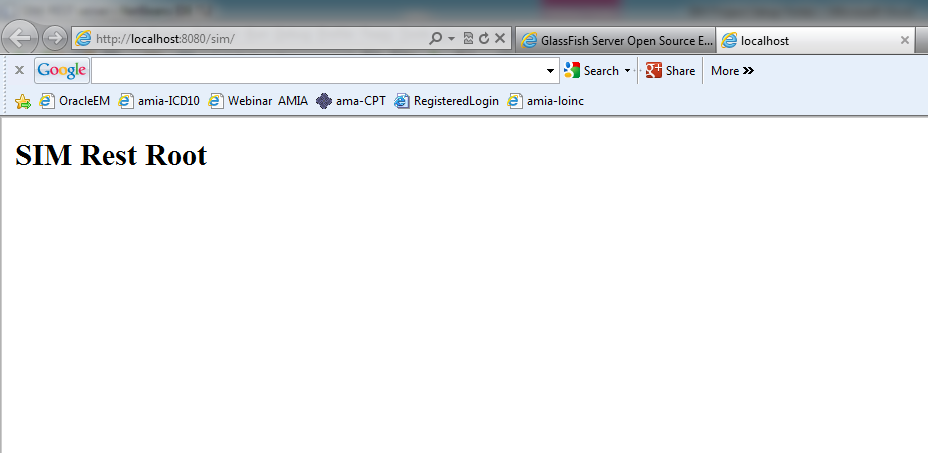 http://localhost:8080/sim/
GlassFish Server Open Source E...
localhost
Google
Search
Share
More
OracleEM amia-ICD10 Webinar AMIA ama-CPT RegisteredLogin amia-loinc
SIM Rest Root